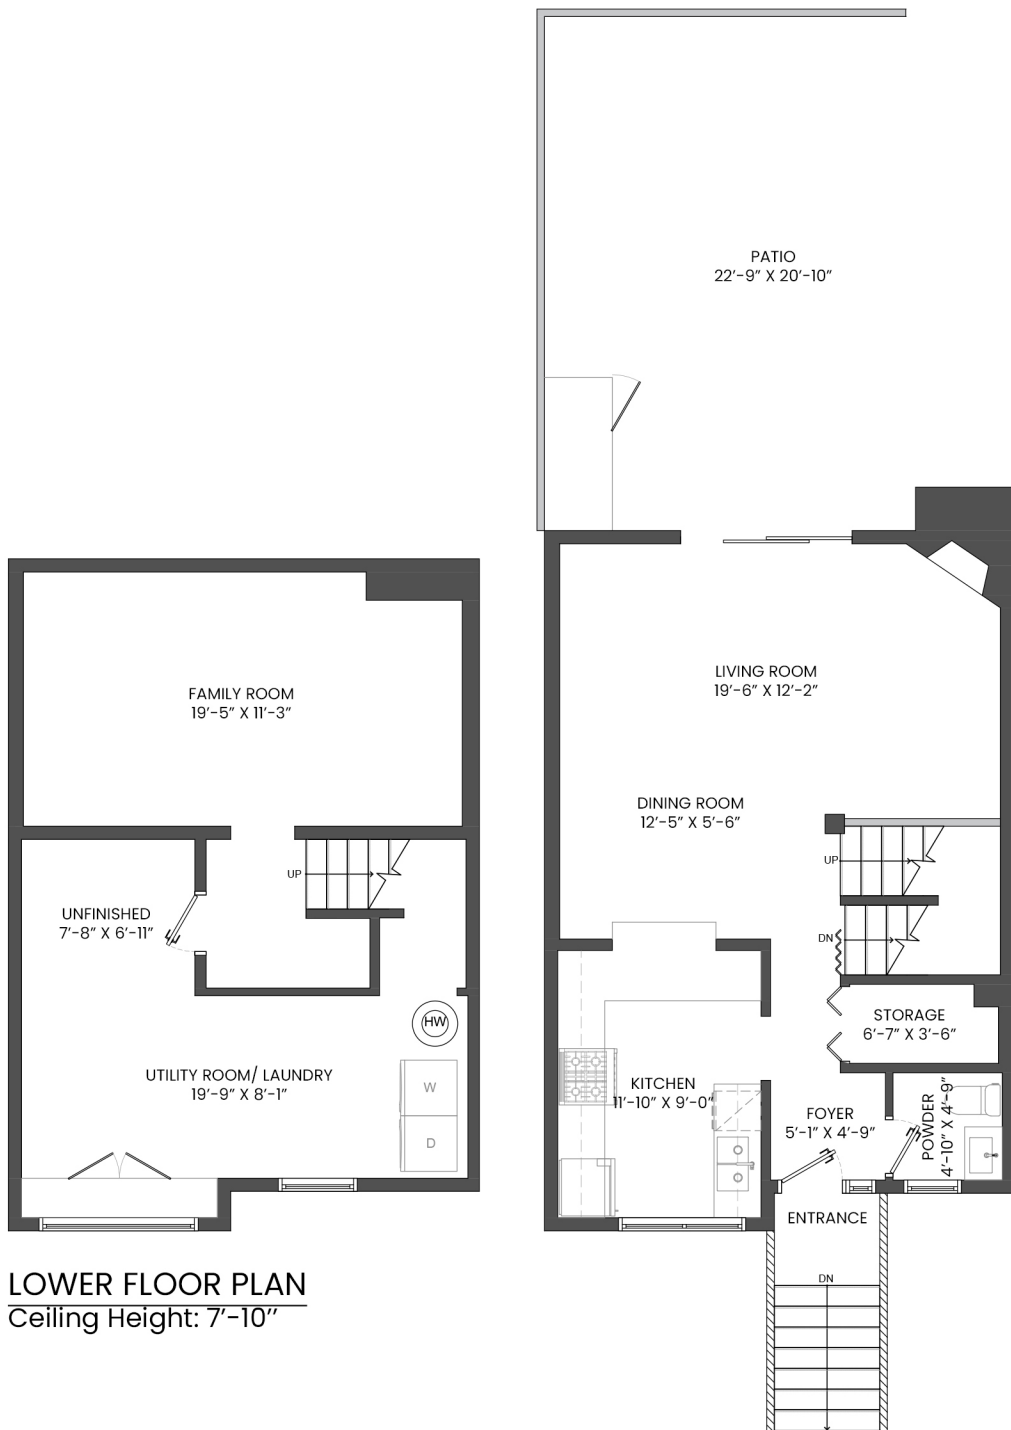 PATIO
22’-9” X 20’-10”
FAMILY ROOM
19’-5” X 11’-3”
LIVING ROOM
19’-6” X 12’-2”
DINING ROOM
12’-5” X 5’-6”
UP
UP
UNFINISHED
7’-8” X 6’-11”
DN
HW
STORAGE
6’-7” X 3’-6”
UTILITY ROOM/ LAUNDRY
19’-9” X 8’-1”
W
D
KITCHEN
11’-10” X 9’-0”
FOYER
5’-1” X 4’-9”
POWDER
4’-10” X 4’-9”
ENTRANCE
DN
LOWER FLOOR PLAN
Ceiling Height: 7’-10’’